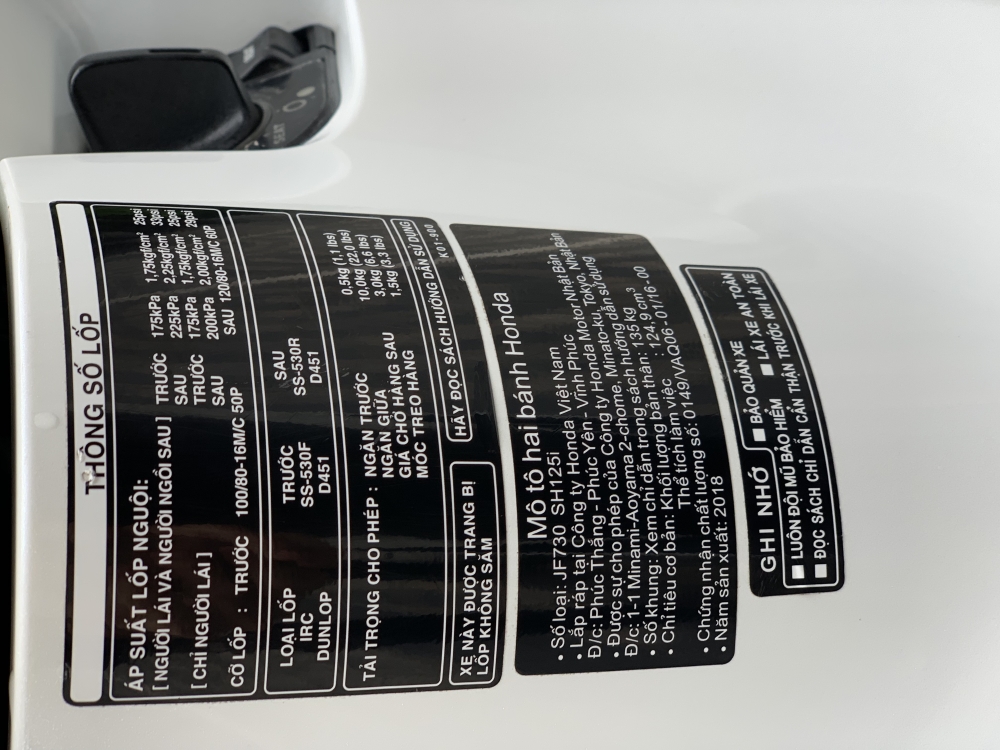 SEAT
THÔNG SỐ LỐP
ÁP SUẤT LỐP NGUỘI:
[ NGƯỜI LÁI VÀ NGƯỜI NGỒI SAU ] TRƯỚC 175kPa 1,75kgf/cm² 25psi
SAU 225kPa 2,25kgf/cm² 33psi
[ CHỈ NGƯỜI LÁI ] TRƯỚC 175kPa 1,75kgf/cm² 25psi
SAU 200kPa 2,00kgf/cm² 29psi
CỠ LỐP : TRƯỚC 100/80-16M/C 50P SAU 120/80-16M/C 60P
LOẠI LỐP TRƯỚC SAU
IRC SS-530F SS-530R
DUNLOP D451 D451
TẢI TRỌNG CHO PHÉP : NGĂN TRƯỚC 0,5kg (1,1 lbs)
NGĂN GIỮA 10,0kg (22,0 lbs)
GIÁ CHỞ HÀNG SAU 3,0kg (6,6 lbs)
MÓC TREO HÀNG 1,5kg (3,3 lbs)
XE NÀY ĐƯỢC TRANG BỊ
LỐP KHÔNG SĂM
HÃY ĐỌC SÁCH HƯỚNG DẪN SỬ DỤNG
K01-900
Mô tô hai bánh Honda
• Số loại: JF730 SH125i
• Lắp ráp tại Công ty Honda Việt Nam
Đ/c: Phúc Thắng - Phúc Yên - Vĩnh Phúc
• Được sự cho phép của Công ty Honda Motor, Nhật Bản
Đ/c: 1-1 Minami-Aoyama 2-chome, Minato-ku, Tokyo, Nhật Bản
• Số khung: Xem chỉ dẫn trong sách hướng dẫn sử dụng
• Chỉ tiêu cơ bản: Khối lượng bản thân: 135 kg
Thể tích làm việc : 124,9 cm³
• Chứng nhận chất lượng số: 0149/VAQ06 - 01/16 - 00
• Năm sản xuất: 2018
GHI NHỚ
■ BẢO QUẢN XE
■ LUÔN ĐỘI MŨ BẢO HIỂM ■ LÁI XE AN TOÀN
■ ĐỌC SÁCH CHỈ DẪN CẨN THẬN TRƯỚC KHI LÁI XE